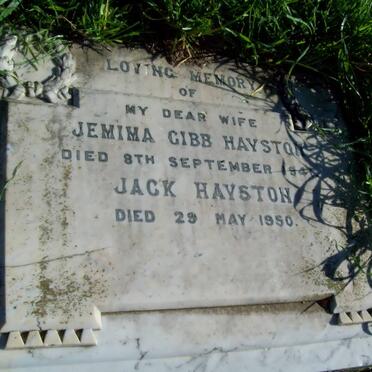 LOVING MEMORY
OF
MY DEAR WIFE
JEMIMA GIBB HAYSTON
DIED 8TH SEPTEMBER
JACK HAYSTON
DIED 29 MAY 1950.